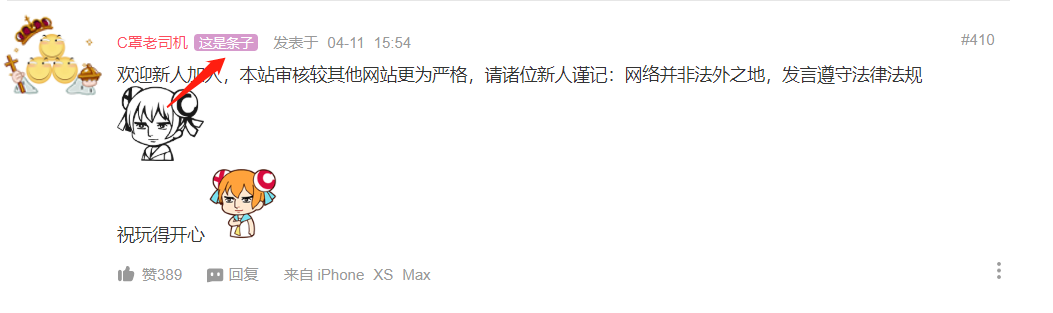 C罩老司机 这是条子 发表于 04-11 15:54 #410
欢迎新人加入，本站审核较其他网站更为严格，请诸位新人谨记：网络并非法外之地，发言遵守法律法规
祝玩得开心
赞389 回复 来自 iPhone XS Max